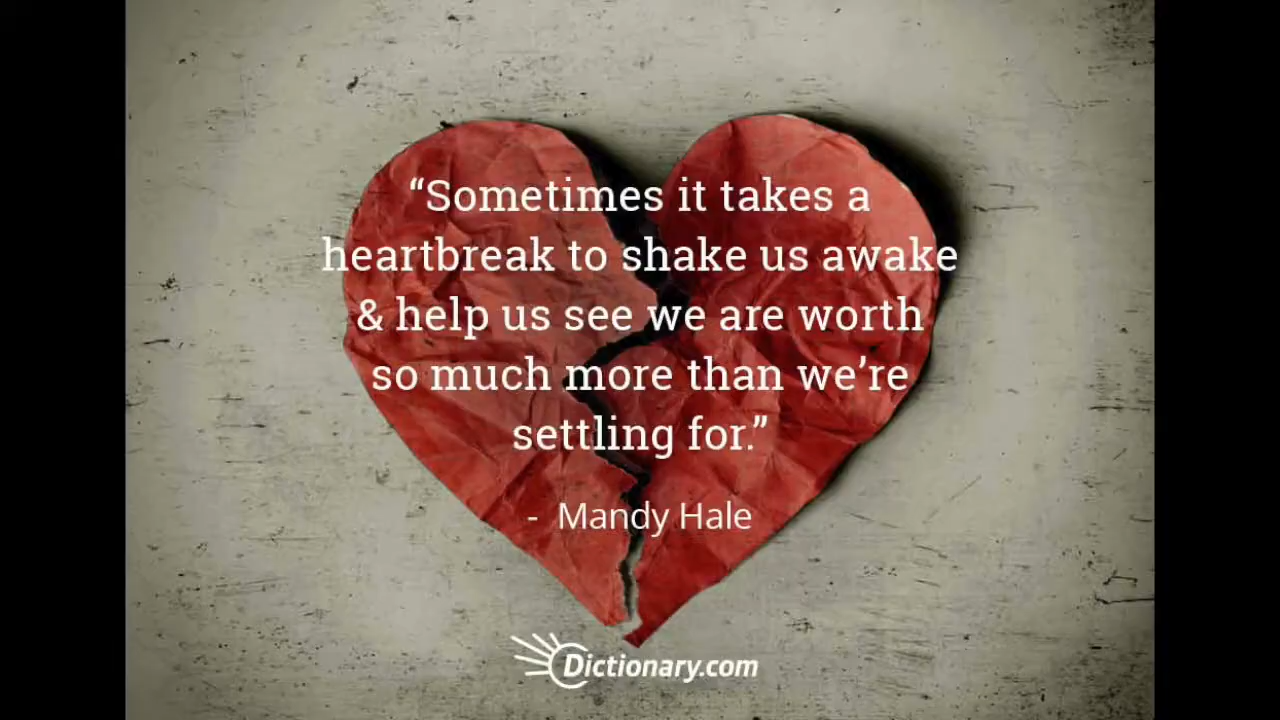 “Sometimes it takes a
heartbreak to shake us awake
& help us see we are worth
so much more than we’re
settling for.”
- Mandy Hale
Dictionary.com